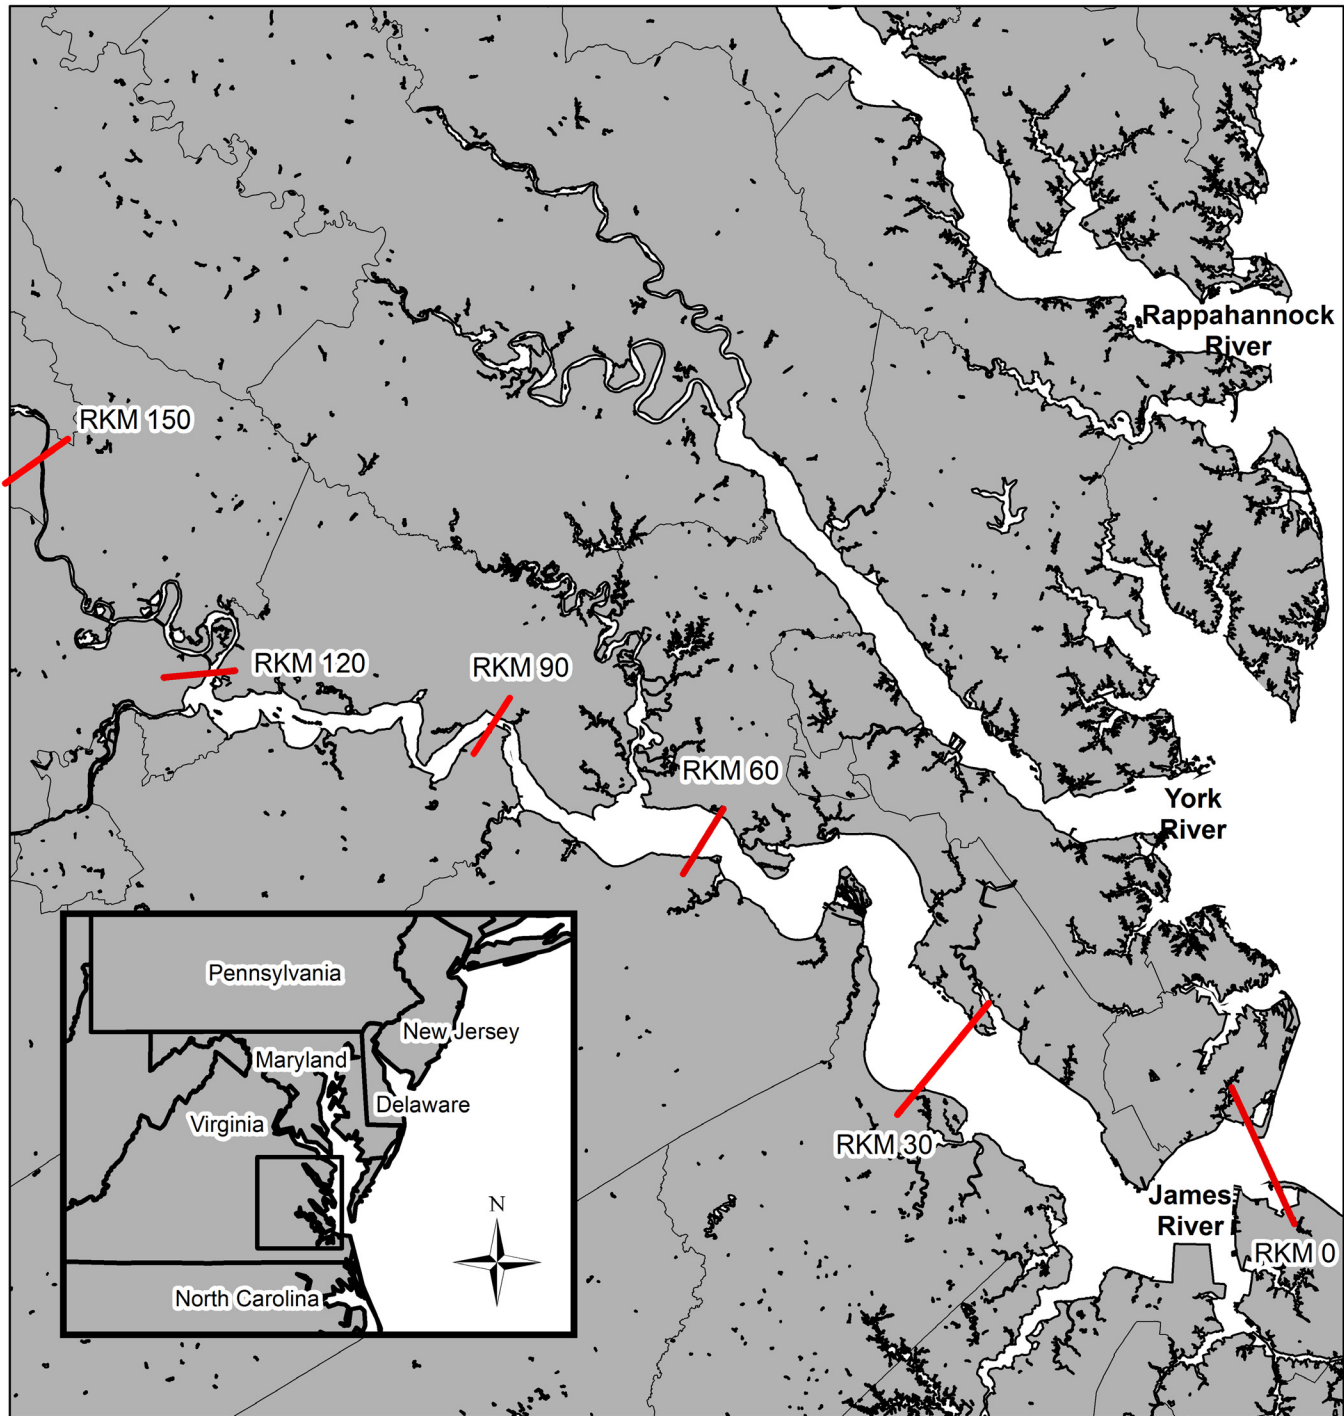 Rappahannock
River
RKM 150
RKM 120
RKM 90
RKM 60
York
River
RKM 30
James
River
RKM 0
Pennsylvania
New Jersey
Maryland
Delaware
Virginia
N
North Carolina